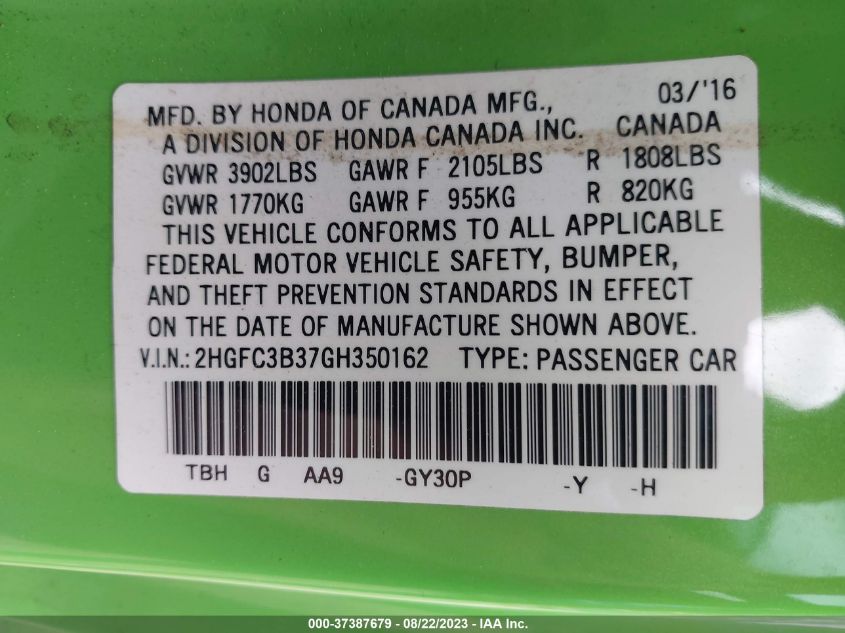 MFD. BY HONDA OF CANADA MFG., 03/'16
A DIVISION OF HONDA CANADA INC. CANADA
GVWR 3902LBS GAWR F 2105LBS R 1808LBS
GVWR 1770KG GAWR F 955KG R 820KG
THIS VEHICLE CONFORMS TO ALL APPLICABLE
FEDERAL MOTOR VEHICLE SAFETY, BUMPER,
AND THEFT PREVENTION STANDARDS IN EFFECT
ON THE DATE OF MANUFACTURE SHOWN ABOVE.
V.I.N.: 2HGFC3B37GH350162 TYPE: PASSENGER CAR
TBH G AA9 -GY30P -Y -H
000-37387679 - 08/22/2023 - IAA Inc.